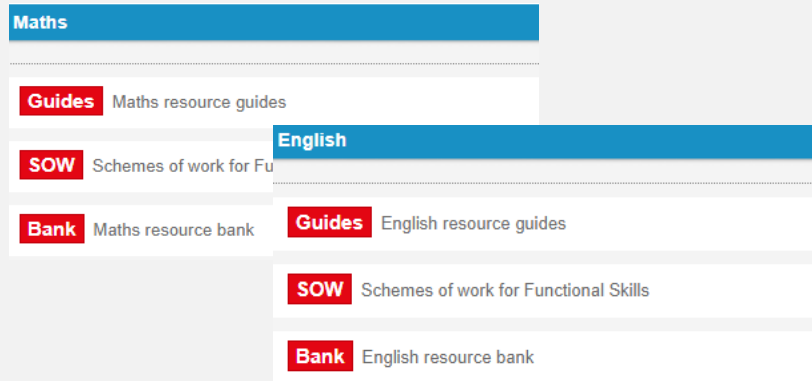 Maths
Guides Maths resource guides
SOW Schemes of work for Fu
Bank Maths resource bank
English
Guides English resource guides
SOW Schemes of work for Functional Skills
Bank English resource bank